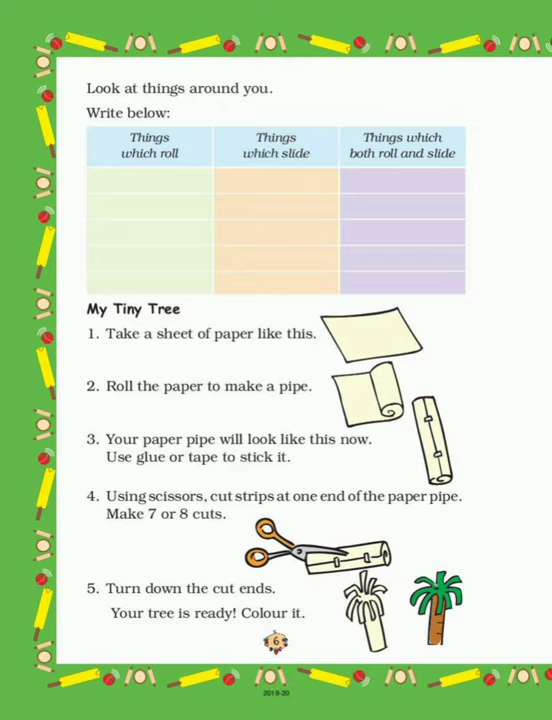 Look at things around you.
Write below:
Things which roll
Things which slide
Things which both roll and slide
My Tiny Tree
1. Take a sheet of paper like this.
2. Roll the paper to make a pipe.
3. Your paper pipe will look like this now.
Use glue or tape to stick it.
4. Using scissors, cut strips at one end of the paper pipe.
Make 7 or 8 cuts.
5. Turn down the cut ends.
Your tree is ready! Colour it.
6
2019-20